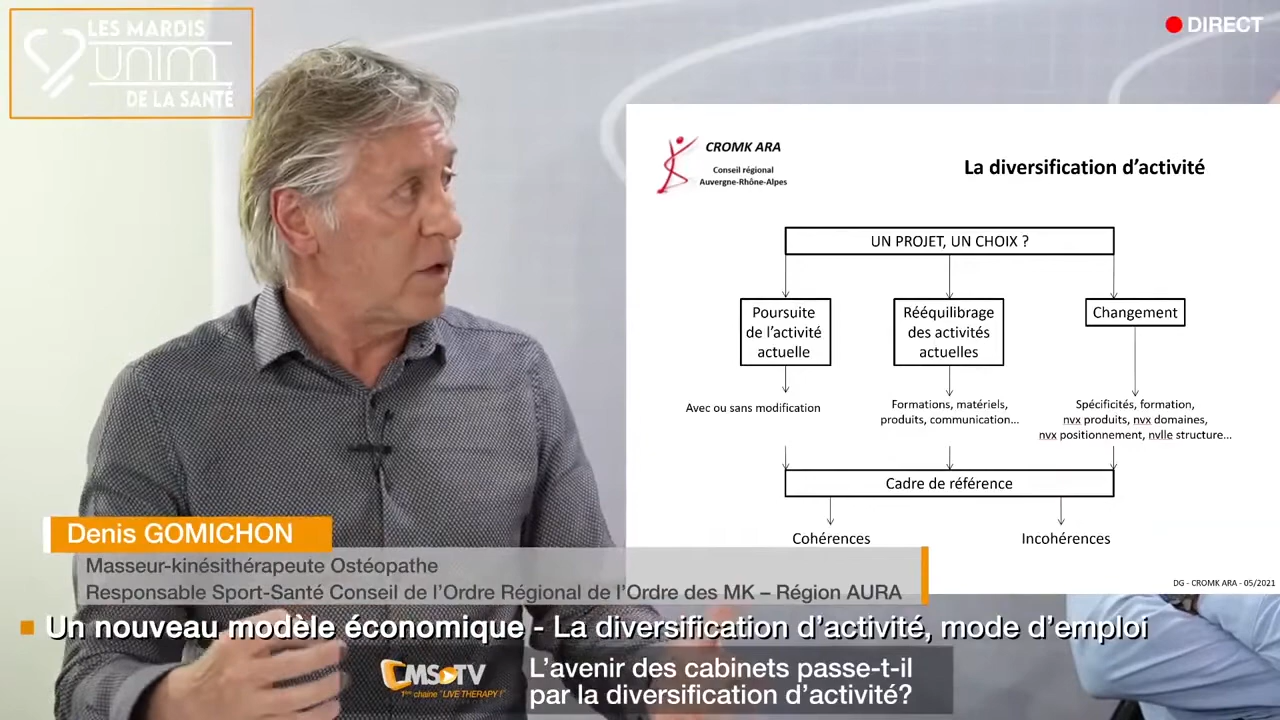 LES MARDIS
unim
DE LA SANTÉ
DIRECT
CROMK ARA
Conseil régional
Auvergne-Rhône-Alpes
La diversification d’activité
UN PROJET, UN CHOIX ?
Poursuite
de l’activité
actuelle
Rééquilibrage
des activités
actuelles
Changement
Avec ou sans modification
Formations, matériels,
produits, communication...
Spécificités, formation,
nvx produits, nvx domaines,
nvx positionnement, nvlle structure...
Cadre de référence
Cohérences
Incohérences
DG - CROMK ARA - 05/2021
Denis GOMICHON
Masseur-kinésithérapeute Ostéopathe
Responsable Sport-Santé Conseil de l’Ordre Régional de l’Ordre des MK – Région AURA
Un nouveau modèle économique - La diversification d’activité, mode d’emploi
CMS TV
1ère chaine "LIVE THERAPY !"
L’avenir des cabinets passe-t-il
par la diversification d’activité?